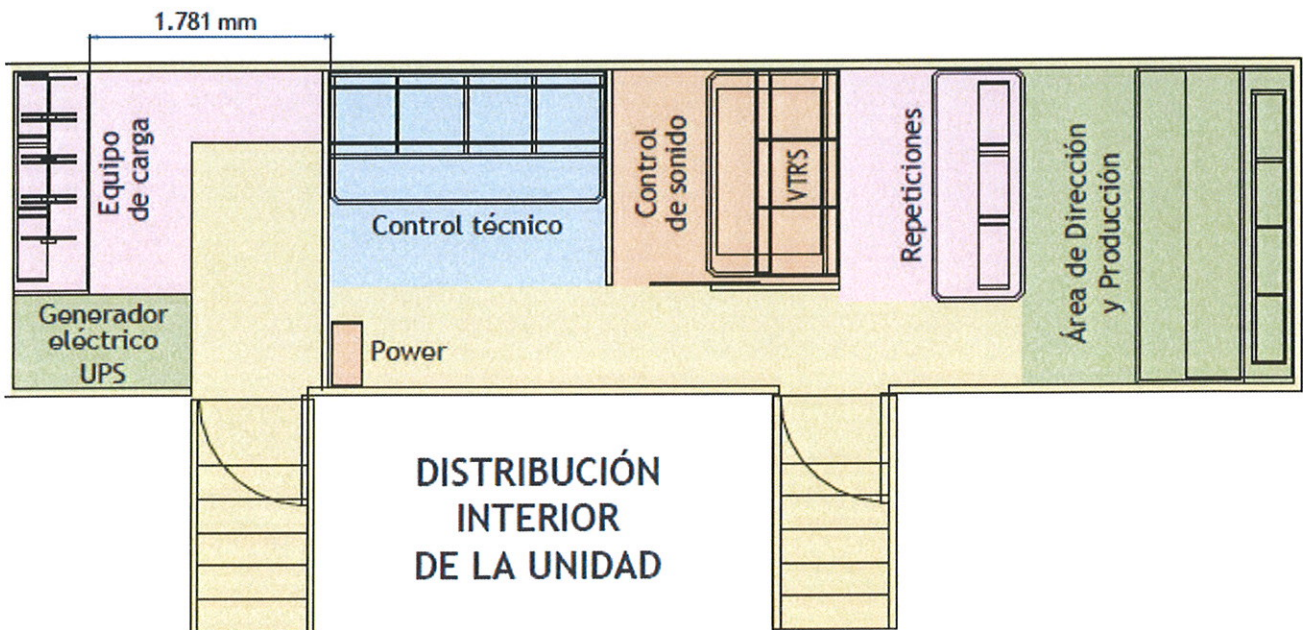 1.781 mm
Equipo
de carga
Generador
eléctrico
UPS
Control técnico
Power
Control
de sonido
VTR'S
Repeticiones
Área de Dirección
y Producción
DISTRIBUCIÓN
INTERIOR
DE LA UNIDAD